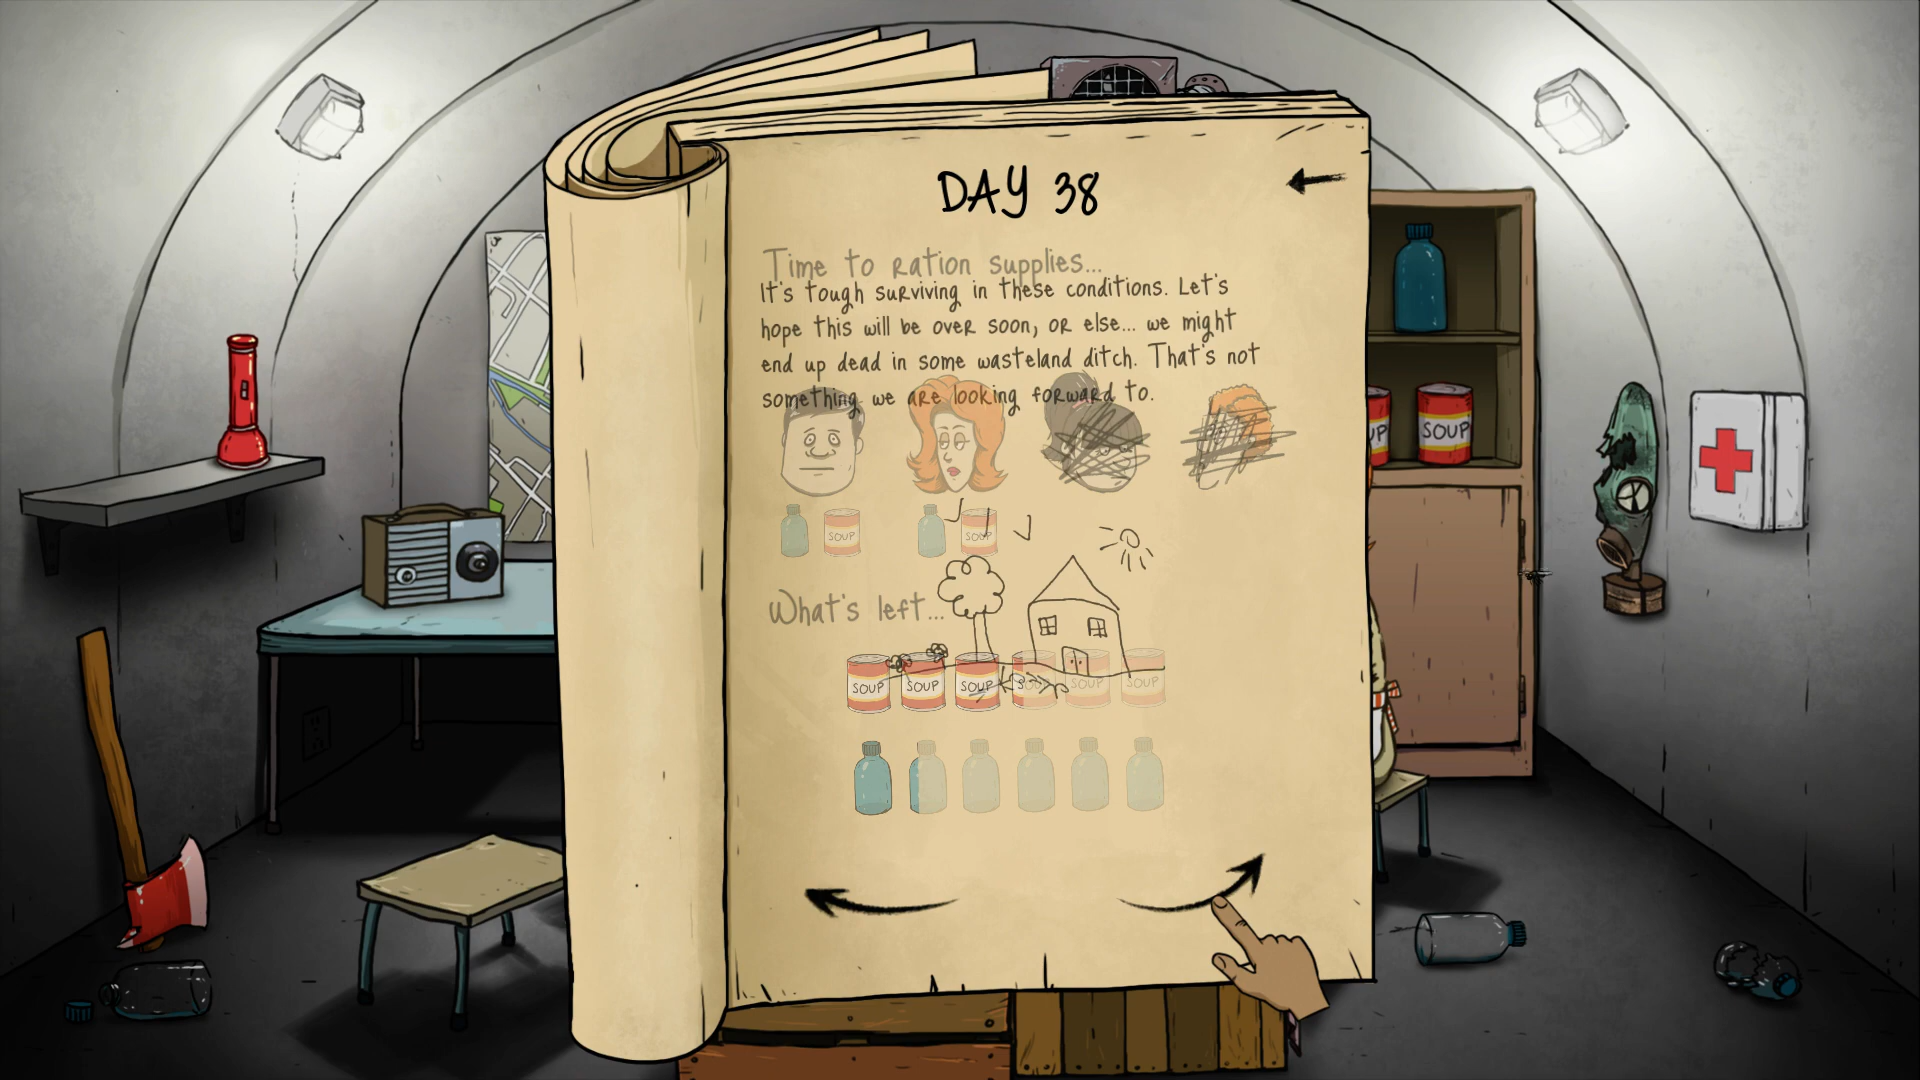 DAY 38
Time to ration supplies...
It's tough surviving in these conditions. Let's
hope this will be over soon, or else... we might
end up dead in some wasteland ditch. That's not
something we are looking forward to.
SOUP SOUP
What's left...
SOUP SOUP SOUP SOUP SOUP SOUP
UP SOUP